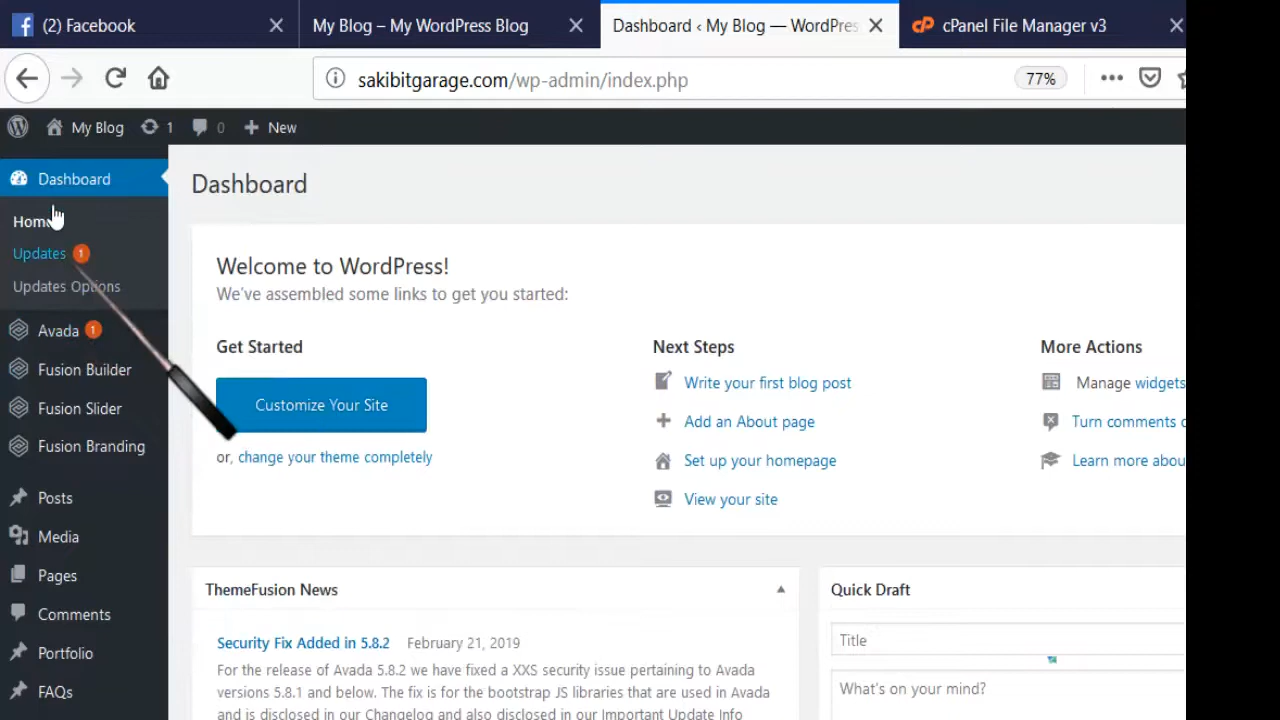 (2) Facebook
My Blog – My WordPress Blog
Dashboard ‹ My Blog — WordPres
cPanel File Manager v3
sakibitgarage.com/wp-admin/index.php
77%
My Blog 1 0 New
Dashboard
Home
Updates 1
Updates Options
Avada 1
Fusion Builder
Fusion Slider
Fusion Branding
Posts
Media
Pages
Comments
Portfolio
FAQs
Dashboard
Welcome to WordPress!
We've assembled some links to get you started:
Get Started
Customize Your Site
or, change your theme completely
Next Steps
Write your first blog post
Add an About page
Set up your homepage
View your site
More Actions
Manage widgets
Turn comments
Learn more abou
ThemeFusion News
Security Fix Added in 5.8.2 February 21, 2019
For the release of Avada 5.8.2 we have fixed a XXS security issue pertaining to Avada
versions 5.8.1 and below. The fix is for the bootstrap JS libraries that are used in Avada
and is disclosed in our Changelog and also disclosed in our Important Update Info
Quick Draft
Title
What's on your mind?